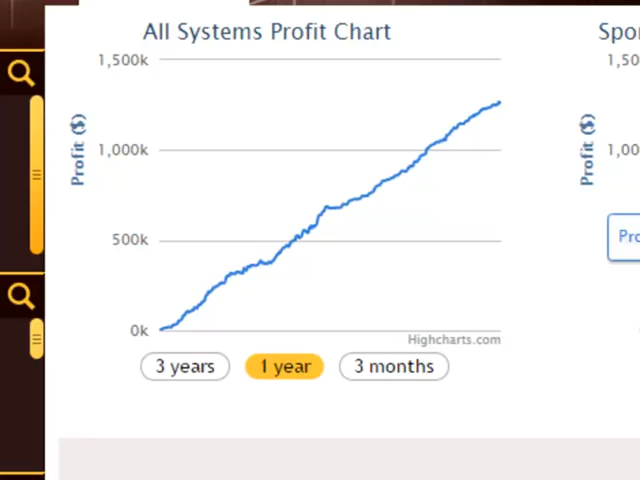 All Systems Profit Chart
Spo
1,500k
1,000k
500k
0k
Profit ($)
Highcharts.com
3 years
1 year
3 months
1,50
1,00
Profit ($)
Pro